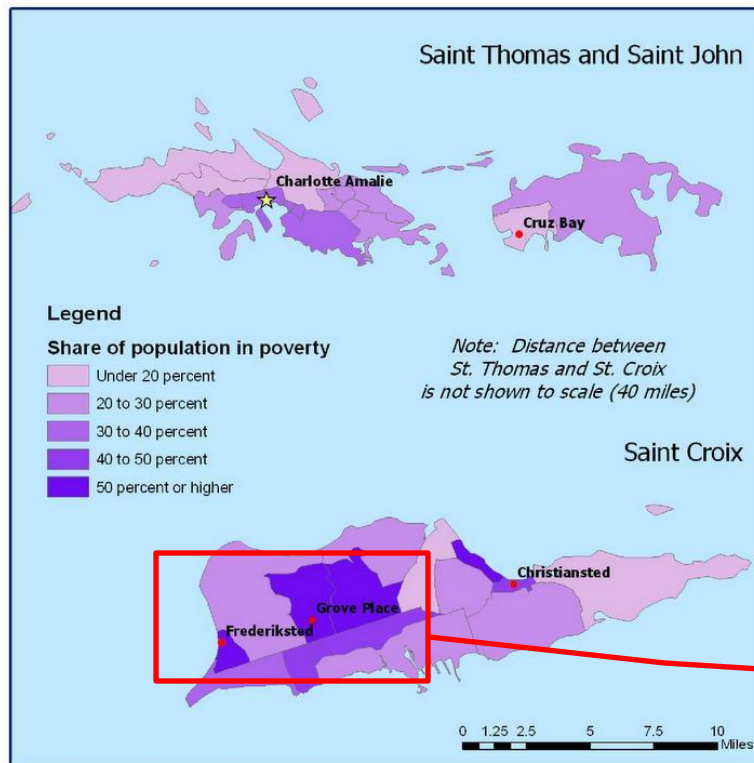 Saint Thomas and Saint John
Charlotte Amalie
Cruz Bay
Legend
Share of population in poverty
Under 20 percent
20 to 30 percent
30 to 40 percent
40 to 50 percent
50 percent or higher
Note: Distance between
St. Thomas and St. Croix
is not shown to scale (40 miles)
Saint Croix
Christiansted
Grove Place
Frederiksted
0 1.25 2.5 5 7.5 10
Miles